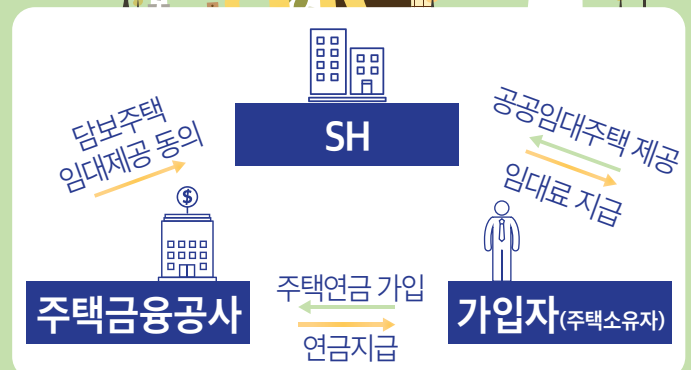 SH
담보주택
임대제공 동의
공공임대주택 제공
임대료 지급
$
주택금융공사
주택연금 가입
연금지급
가입자(주택소유자)